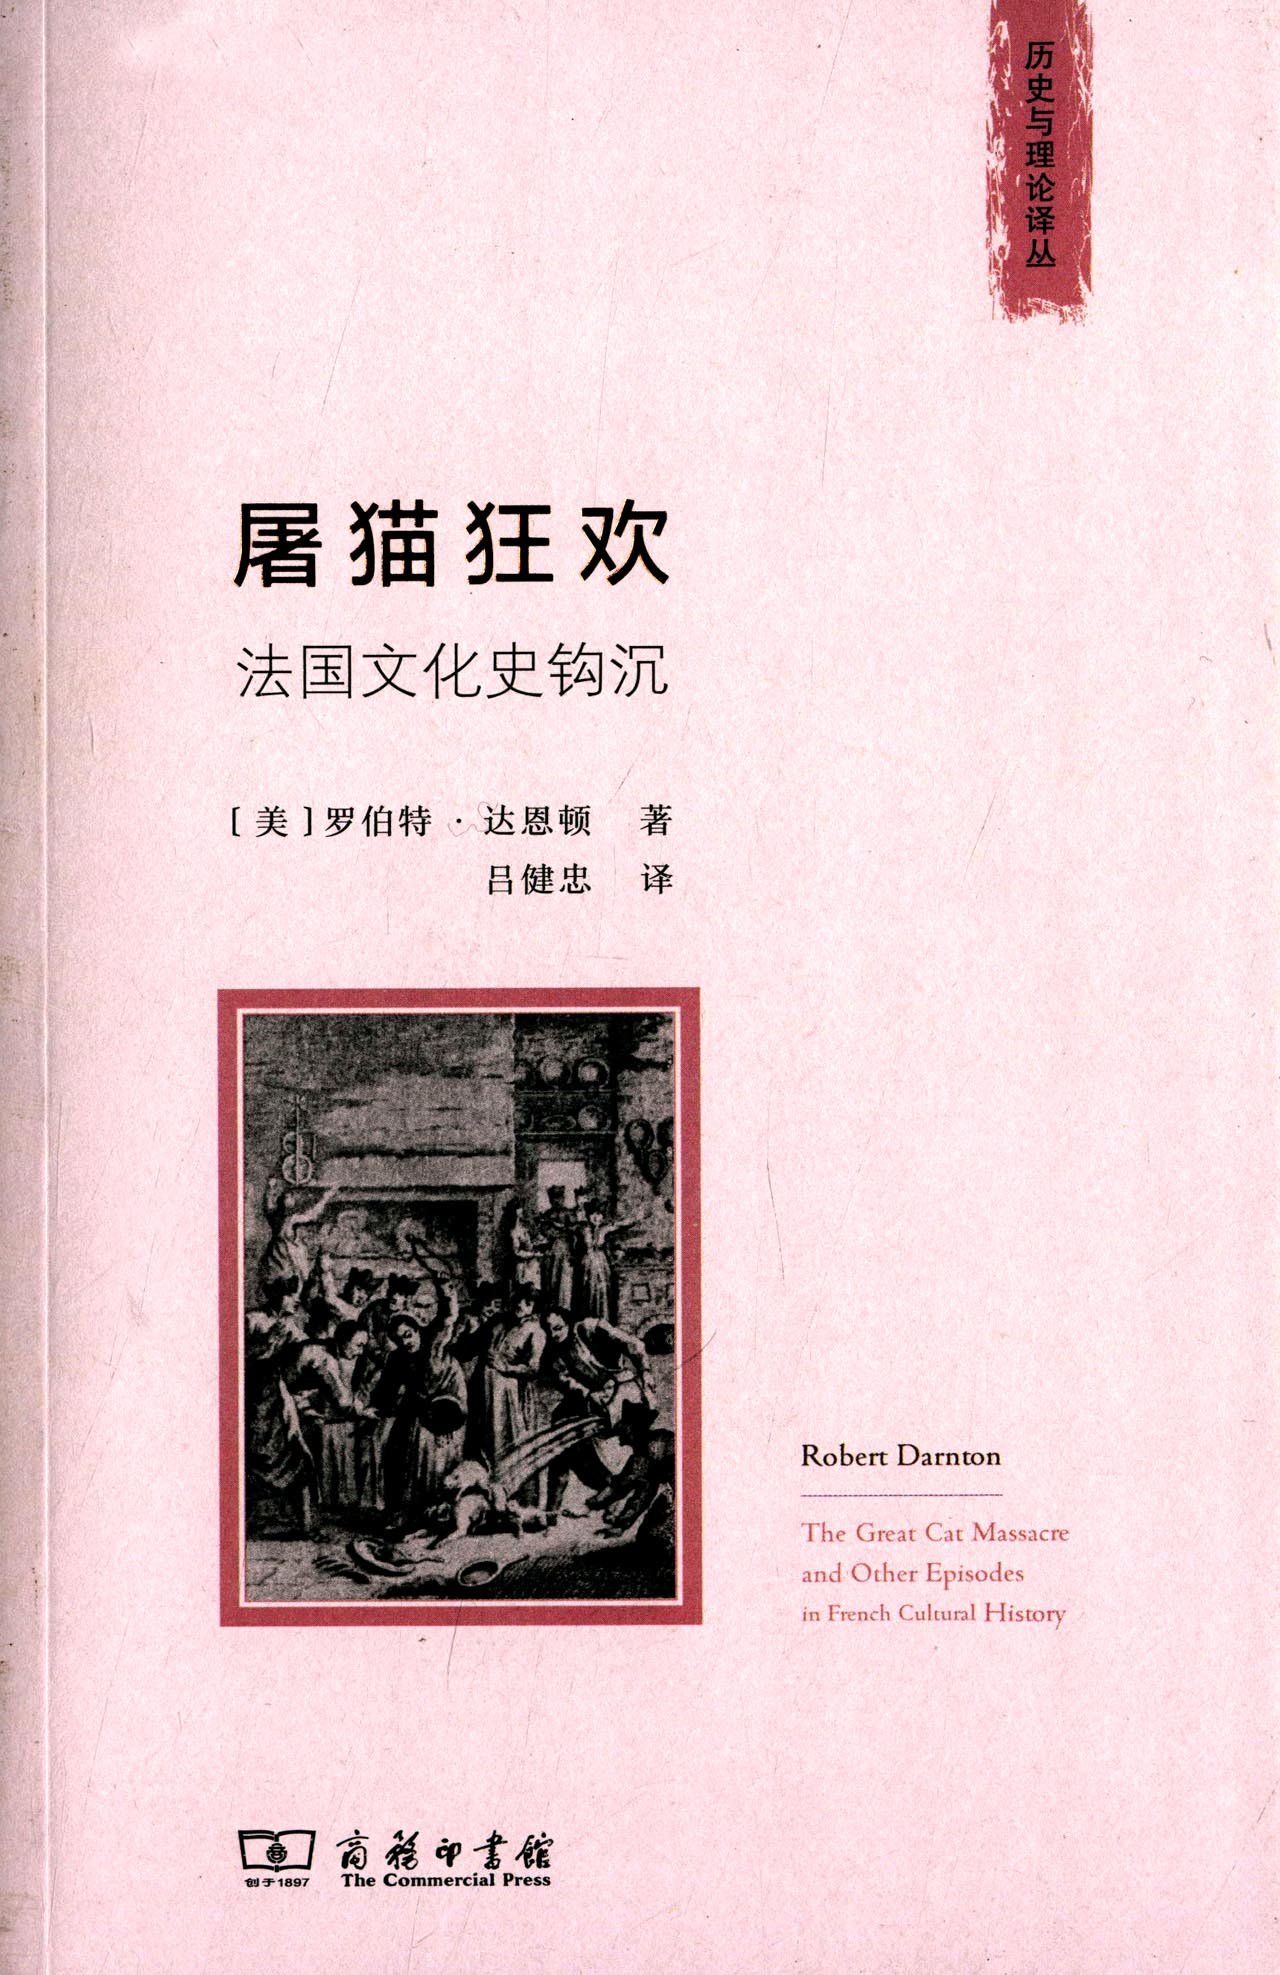 历史与理论译丛
屠猫狂欢
法国文化史钩沉
[美]罗伯特·达恩顿 著
吕健忠 译
Robert Darnton
The Great Cat Massacre
and Other Episodes
in French Cultural History
创于1897
商務印書館
The Commercial Press